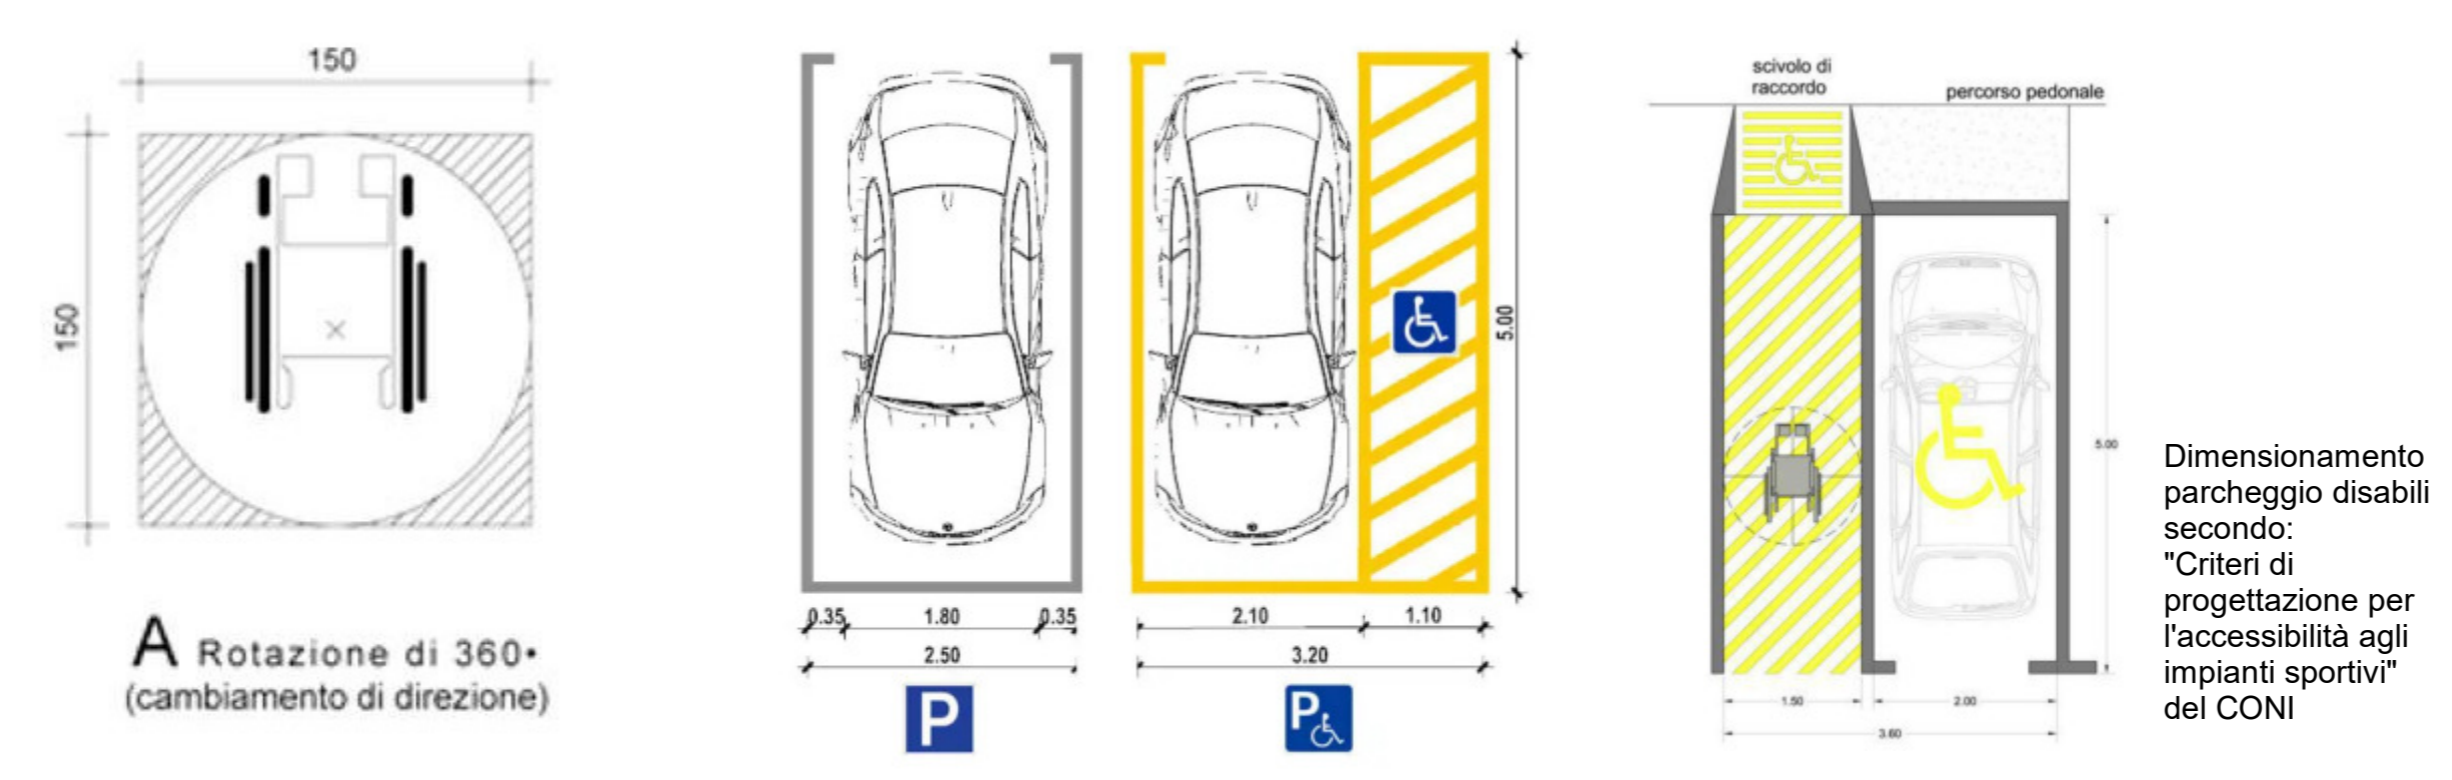 150
150
A Rotazione di 360•
(cambiamento di direzione)
0.35 1.80 0.35
2.50
P
2.10 1.10
3.20
5.00
P
scivolo di
raccordo
percorso pedonale
5.00
1.50 2.00
3.60
Dimensionamento
parcheggio disabili
secondo:
"Criteri di
progettazione per
l'accessibilità agli
impianti sportivi"
del CONI